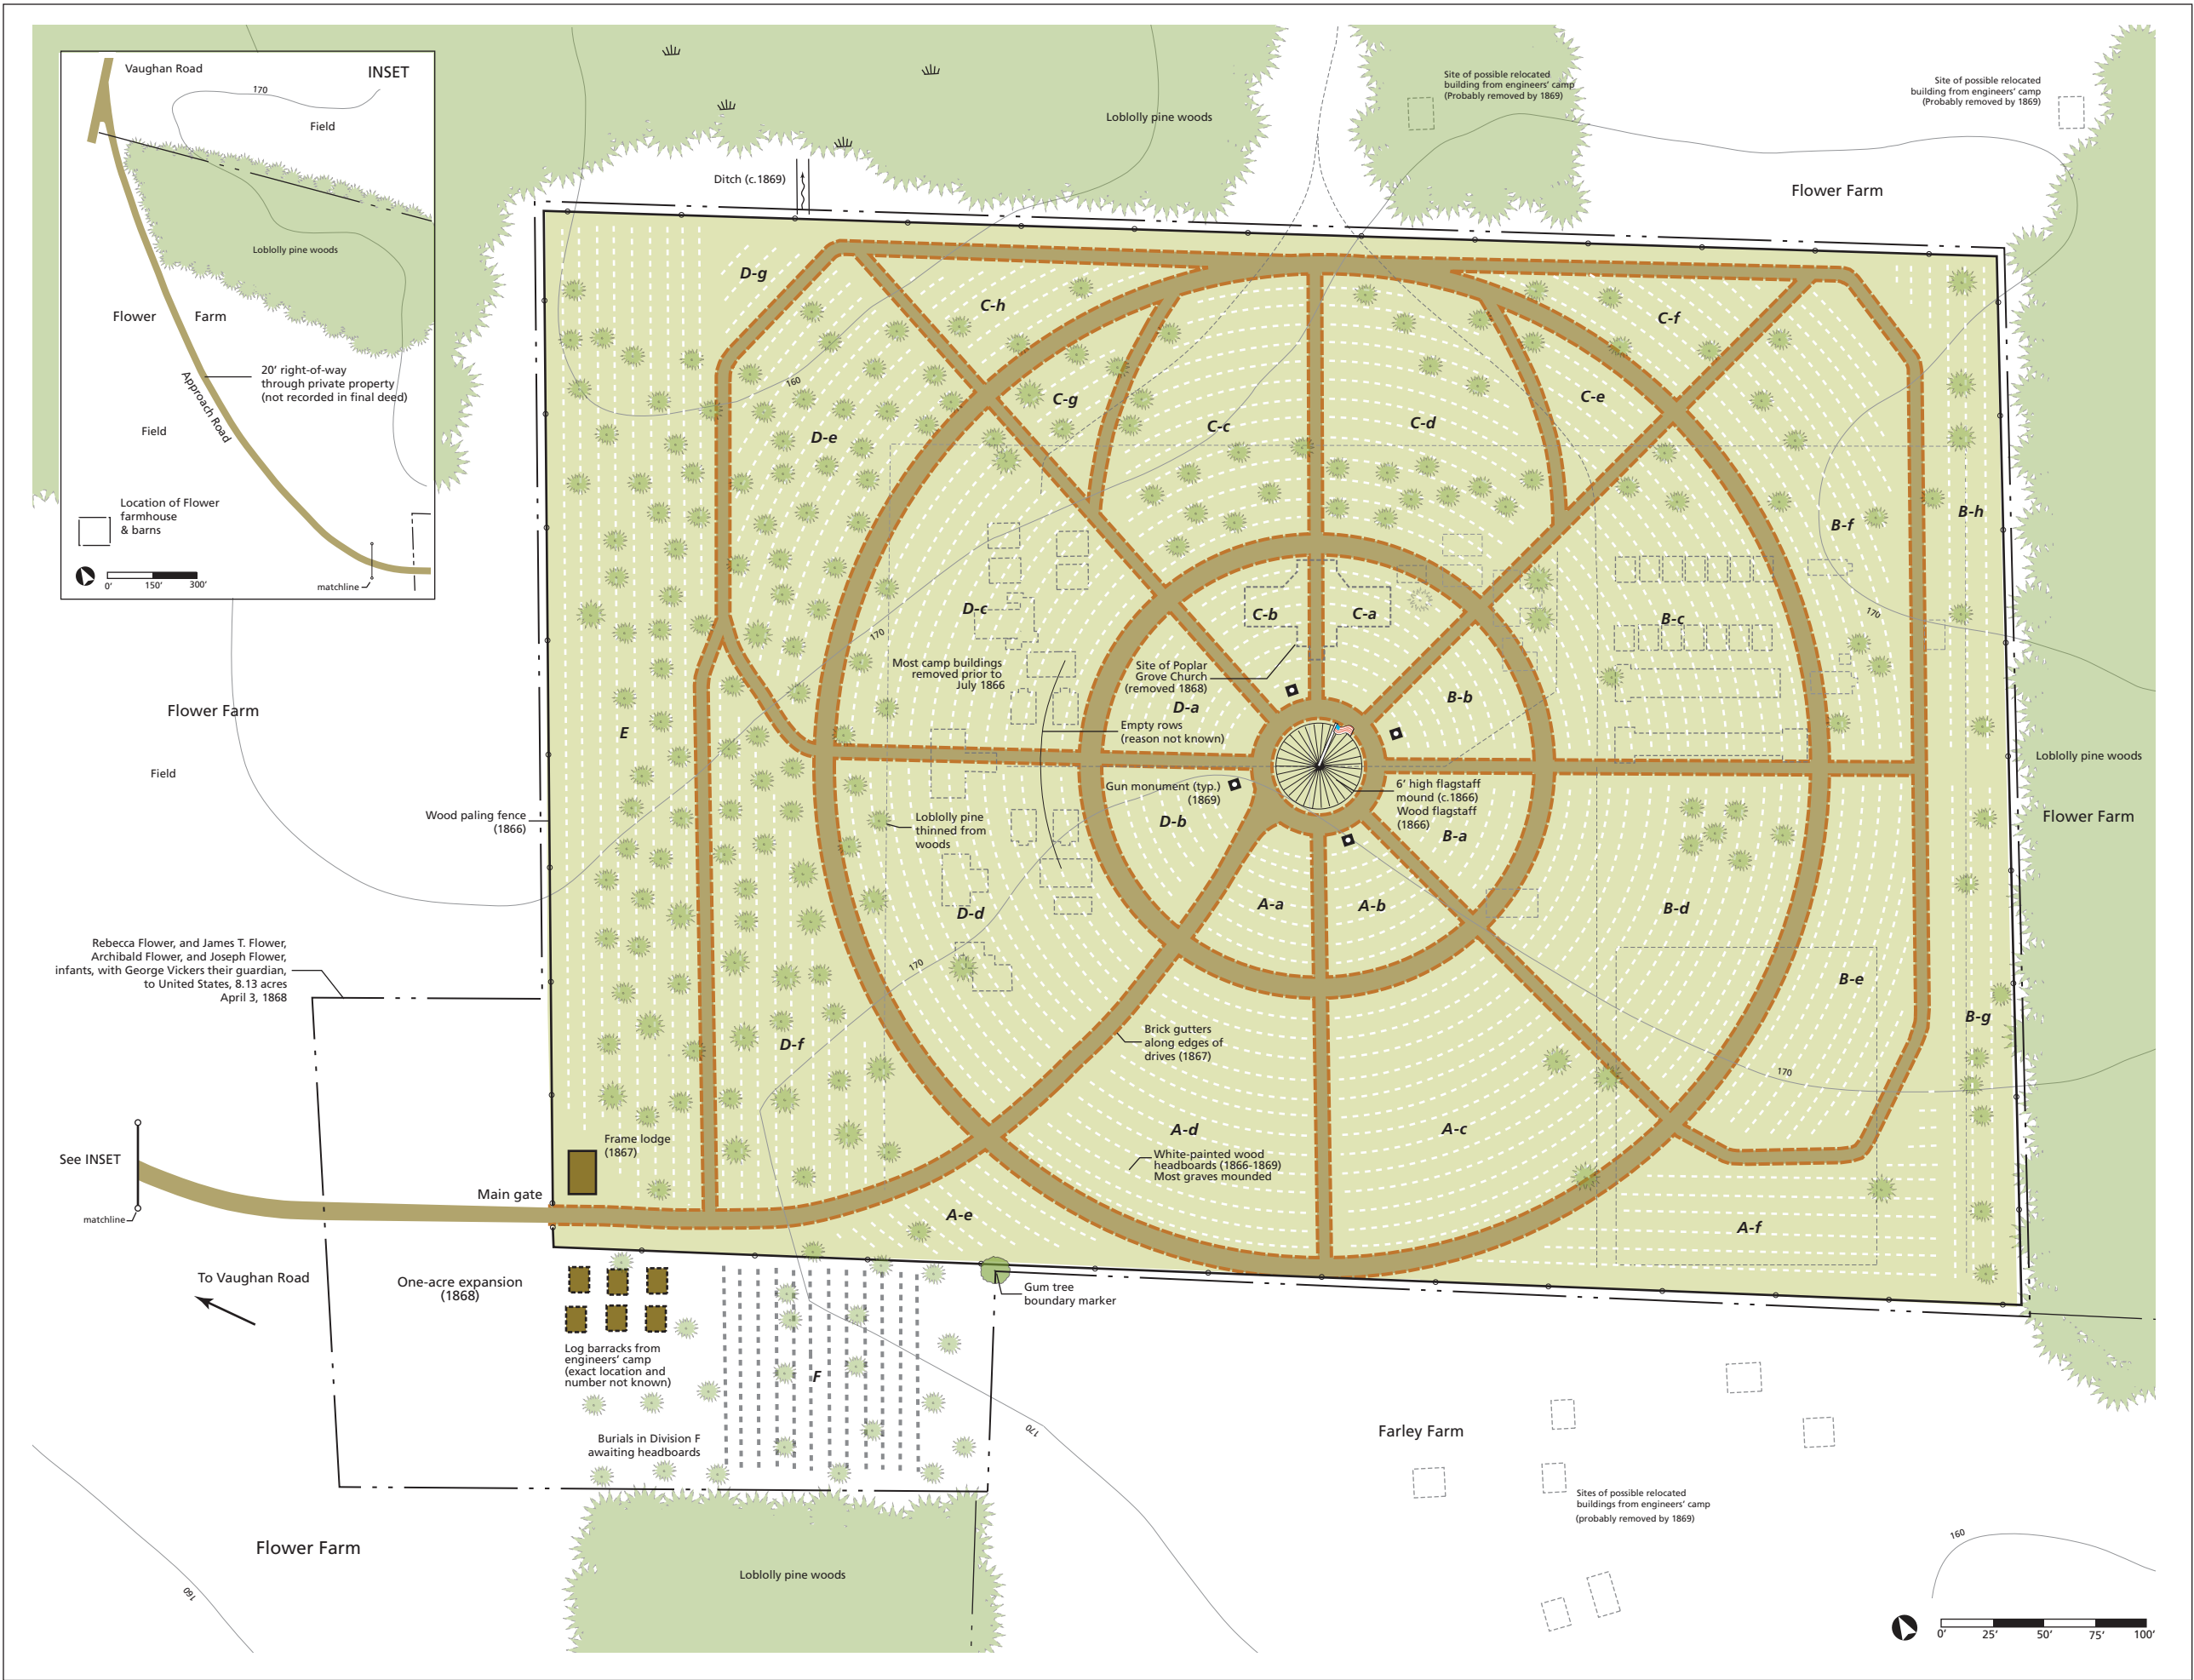 Vaughan Road
INSET
170
Field
Loblolly pine woods
Flower
Farm
20’ right-of-way
through private property
(not recorded in final deed)
Approach Road
Field
Location of Flower
farmhouse
& barns
0’
150’
300’
matchline
Loblolly pine woods
Ditch (c.1869)
Site of possible relocated
building from engineers’ camp
(Probably removed by 1869)
Site of possible relocated
building from engineers’ camp
(Probably removed by 1869)
Flower Farm
D-g
C-h
C-f
160
C-g
C-e
D-e
C-c
C-d
B-f
B-h
D-c
170
C-b
C-a
B-c
170
Most camp buildings
removed prior to
July 1866
Site of Poplar
Grove Church
(removed 1868)
D-a
B-b
Flower Farm
Field
E
Empty rows
(reason not known)
Loblolly pine woods
Gun monument (typ.)
(1869)
6’ high flagstaff
mound (c.1866)
Wood flagstaff
(1866)
Wood paling fence
(1866)
Loblolly pine
thinned from
woods
D-b
B-a
Flower Farm
D-d
A-a
A-b
B-d
Rebecca Flower, and James T. Flower,
Archibald Flower, and Joseph Flower,
infants, with George Vickers their guardian,
to United States, 8.13 acres
April 3, 1868
170
B-e
B-g
D-f
Brick gutters
along edges of
drives (1867)
170
Frame lodge
(1867)
A-d
A-c
See INSET
White-painted wood
headboards (1866-1869)
Most graves mounded
Main gate
matchline
A-e
A-f
To Vaughan Road
One-acre expansion
(1868)
Gum tree
boundary marker
Log barracks from
engineers’ camp
(exact location and
number not known)
F
Burials in Division F
awaiting headboards
170
Farley Farm
Sites of possible relocated
buildings from engineers’ camp
(probably removed by 1869)
Flower Farm
160
Loblolly pine woods
160
0’
25’
50’
75’
100’